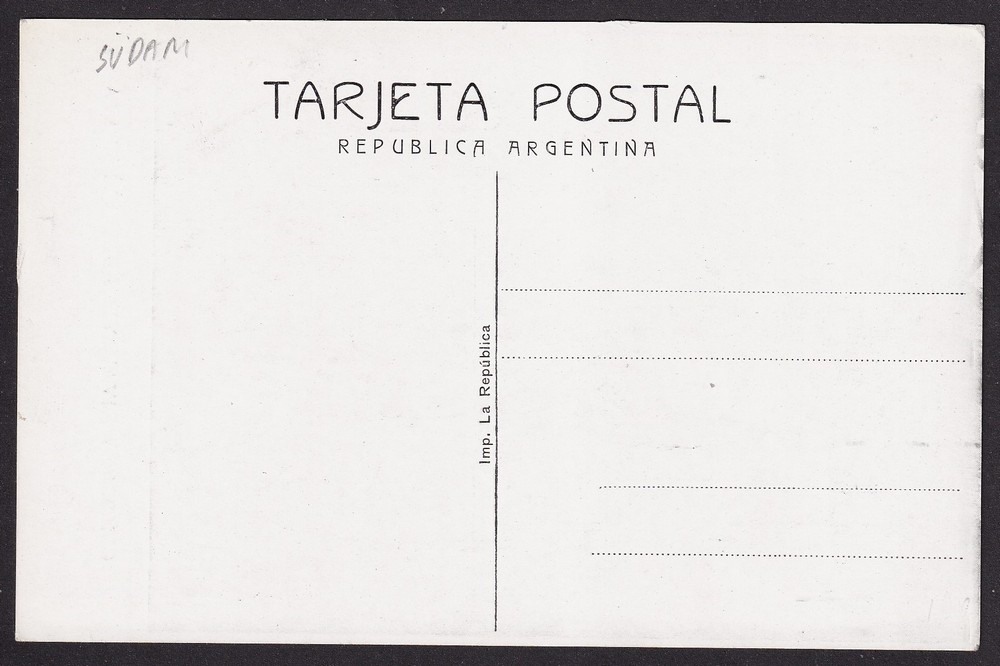 SÜDAM
TARJETA POSTAL
REPUBLICA ARGENTINA
Imp. La República